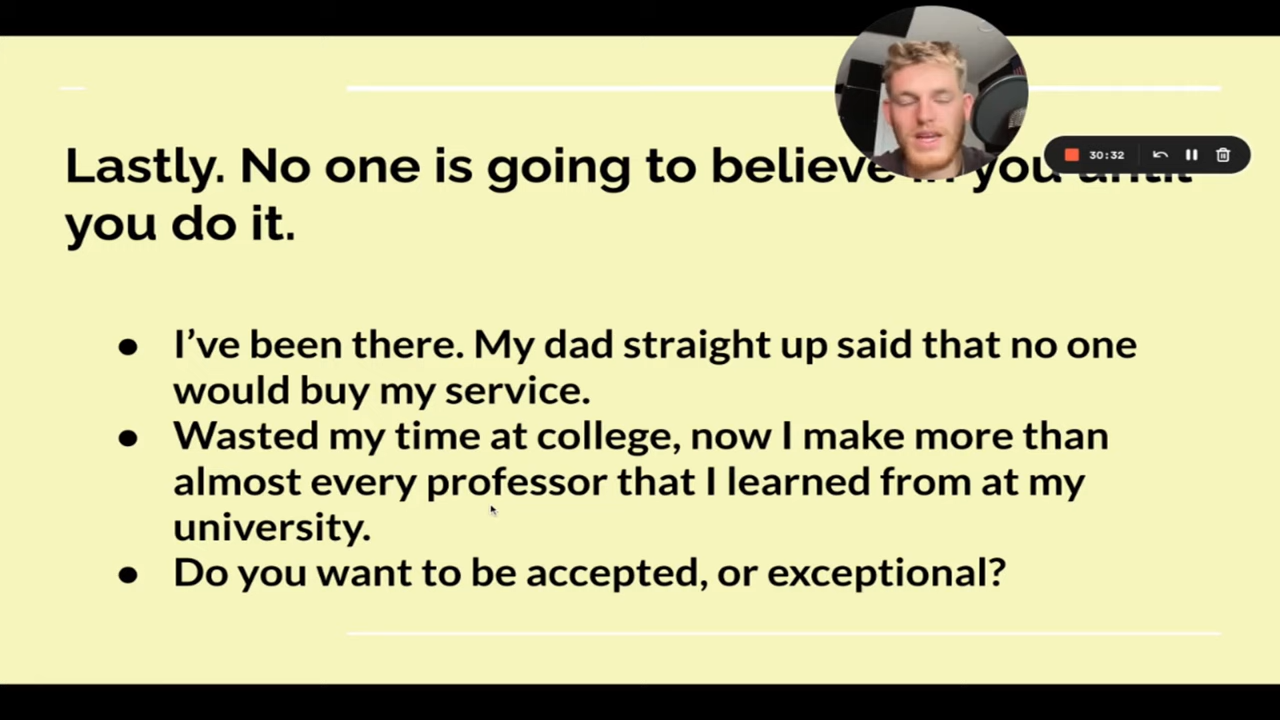 Lastly. No one is going to believe in you until
you do it.
30:32
● I’ve been there. My dad straight up said that no one
would buy my service.
● Wasted my time at college, now I make more than
almost every professor that I learned from at my
university.
● Do you want to be accepted, or exceptional?